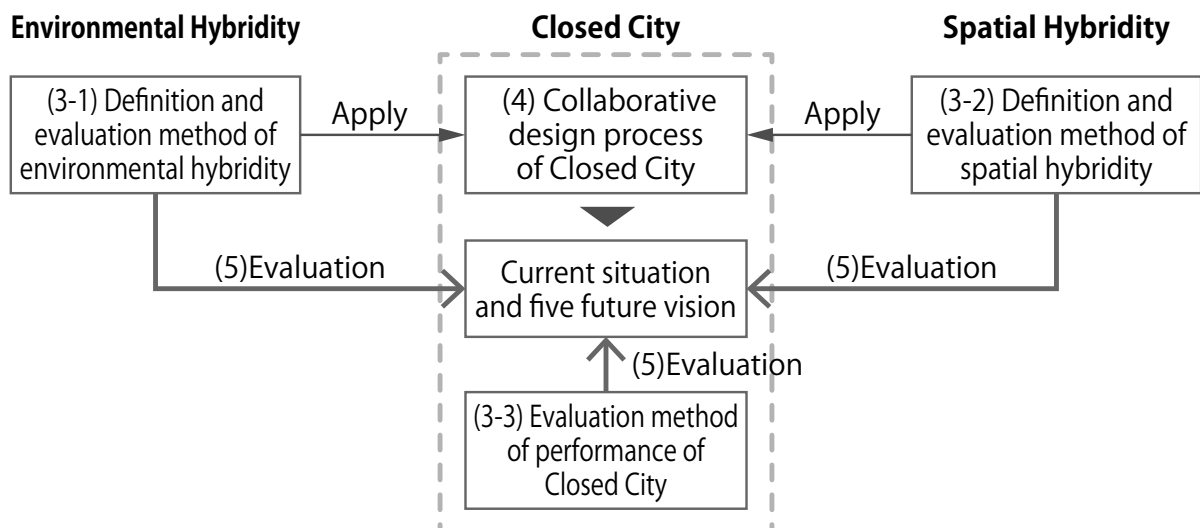 Environmental Hybridity
Closed City
Spatial Hybridity
(3-1) Definition and
evaluation method of
environmental hybridity
Apply
(4) Collaborative
design process
of Closed City
Apply
(3-2) Definition and
evaluation method of
spatial hybridity
(5)Evaluation
Current situation
and five future vision
(5)Evaluation
(5)Evaluation
(3-3) Evaluation method
of performance of
Closed City